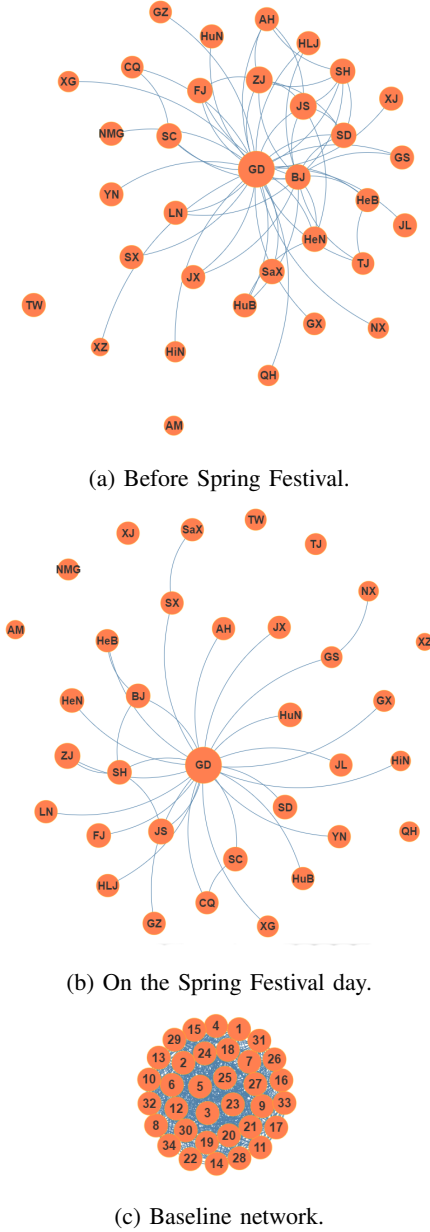 GZ
AH
HuN
HLJ
CQ
SH
XG
FJ
ZJ
XJ
JS
NMG
SC
SD
GS
GD
BJ
YN
LN
HeB
JL
HeN
SX
TJ
JX
SaX
TW
HuB
GX
NX
XZ
HiN
QH
AM
(a) Before Spring Festival.
TW
XJ
SaX
TJ
NMG
NX
SX
AM
AH
JX
HeB
XZ
GS
BJ
HeN
GX
HuN
ZJ
GD
HiN
SH
JL
LN
SD
FJ
JS
YN
QH
SC
HLJ
HuB
CQ
GZ
XG
(b) On the Spring Festival day.
4
15
1
29
31
18
24
13
2
7
26
25
10
6
5
27
16
32
12
3
23
9
33
8
30
21
17
34
19
20
11
22
14
28
(c) Baseline network.